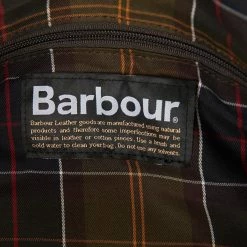 Barbour®
Barbour Leather goods are manufactured using natural
products and therefore some imperfections may be
visible in leather or cotton pieces. Use a brush and
cold water to clean your bag. Do not use solvents.